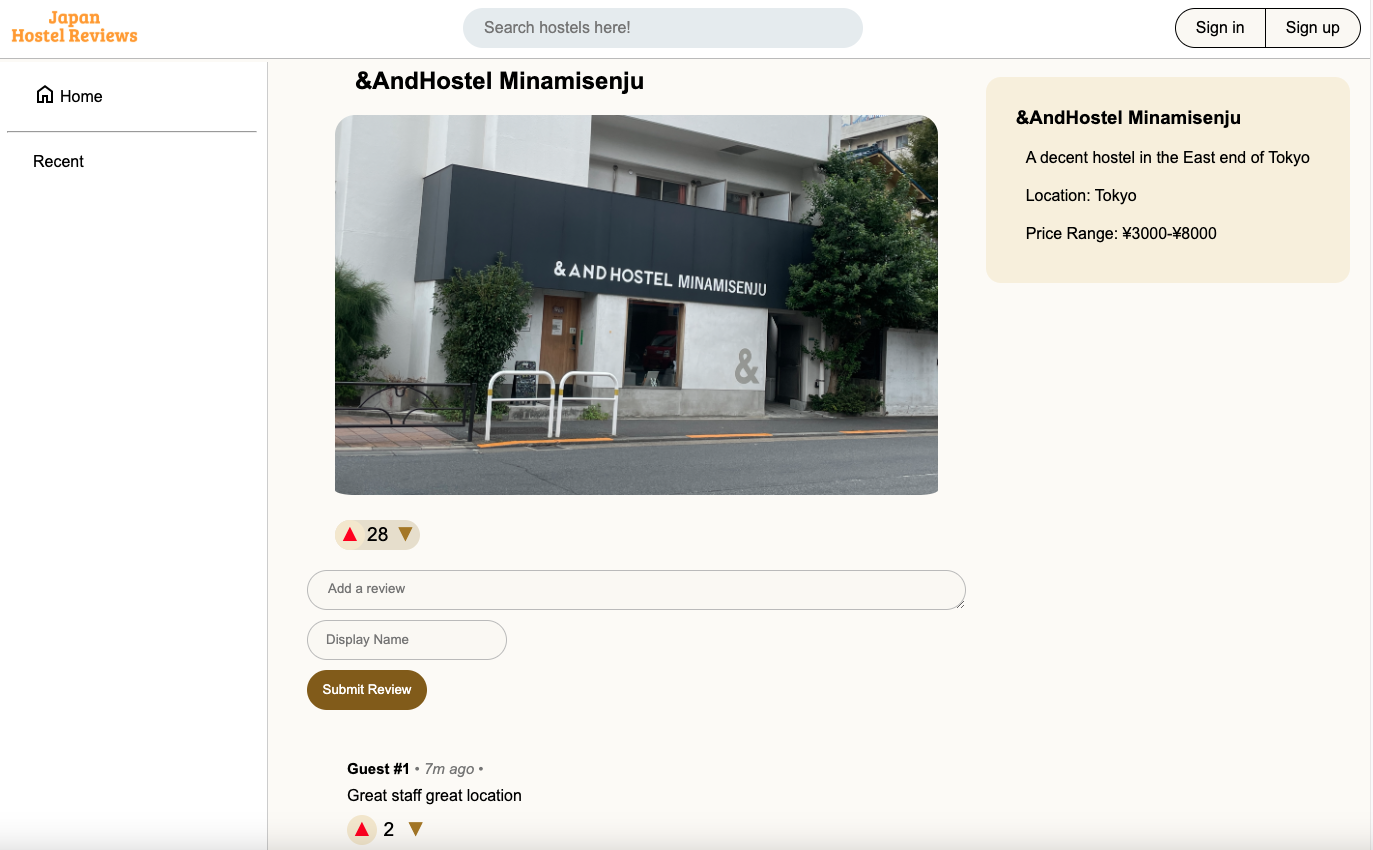 Japan
Hostel Reviews
Search hostels here!
Sign in
Sign up
Home
Recent
&AndHostel Minamisenju
&AND HOSTEL MINAMISENJU
&
28
Add a review
Display Name
Submit Review
Guest #1 • 7m ago •
Great staff great location
2
&AndHostel Minamisenju
A decent hostel in the East end of Tokyo
Location: Tokyo
Price Range: ¥3000-¥8000